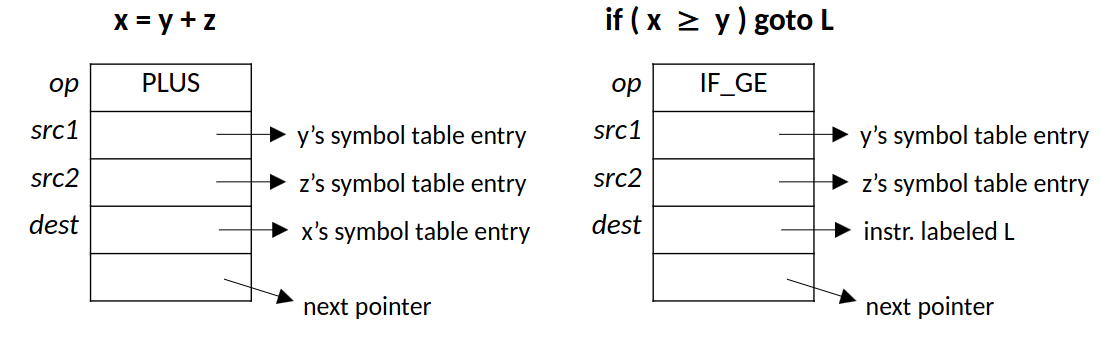 x = y + z
op PLUS
src1 y’s symbol table entry
src2 z’s symbol table entry
dest x’s symbol table entry
next pointer
if ( x ≥ y ) goto L
op IF_GE
src1 y’s symbol table entry
src2 z’s symbol table entry
dest instr. labeled L
next pointer